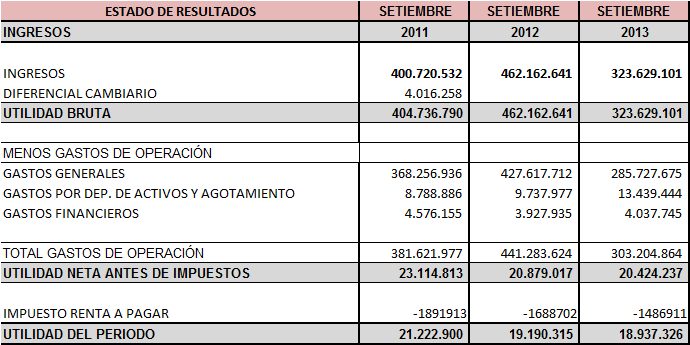 ESTADO DE RESULTADOS SETIEMBRE SETIEMBRE SETIEMBRE
INGRESOS 2011 2012 2013
INGRESOS 400.720.532 462.162.641 323.629.101
DIFERENCIAL CAMBIARIO 4.016.258
UTILIDAD BRUTA 404.736.790 462.162.641 323.629.101
MENOS GASTOS DE OPERACIÓN
GASTOS GENERALES 368.256.936 427.617.712 285.727.675
GASTOS POR DEP. DE ACTIVOS Y AGOTAMIENTO 8.788.886 9.737.977 13.439.444
GASTOS FINANCIEROS 4.576.155 3.927.935 4.037.745
TOTAL GASTOS DE OPERACIÓN 381.621.977 441.283.624 303.204.864
UTILIDAD NETA ANTES DE IMPUESTOS 23.114.813 20.879.017 20.424.237
IMPUESTO RENTA A PAGAR -1891913 -1688702 -1486911
UTILIDAD DEL PERIODO 21.222.900 19.190.315 18.937.326